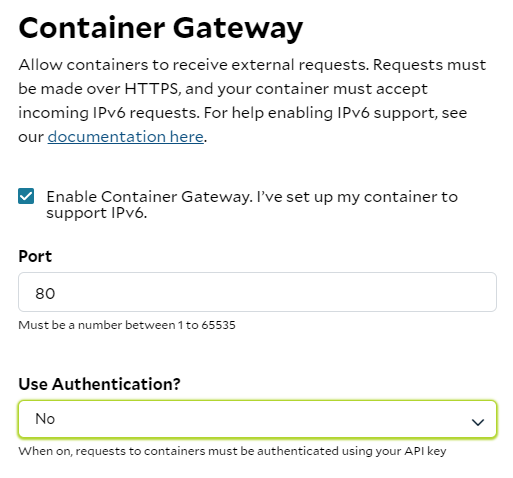 Container Gateway
Allow containers to receive external requests. Requests must
be made over HTTPS, and your container must accept
incoming IPv6 requests. For help enabling IPv6 support, see
our documentation here.
Enable Container Gateway. I've set up my container to
support IPv6.
Port
80
Must be a number between 1 to 65535
Use Authentication?
No
When on, requests to containers must be authenticated using your API key